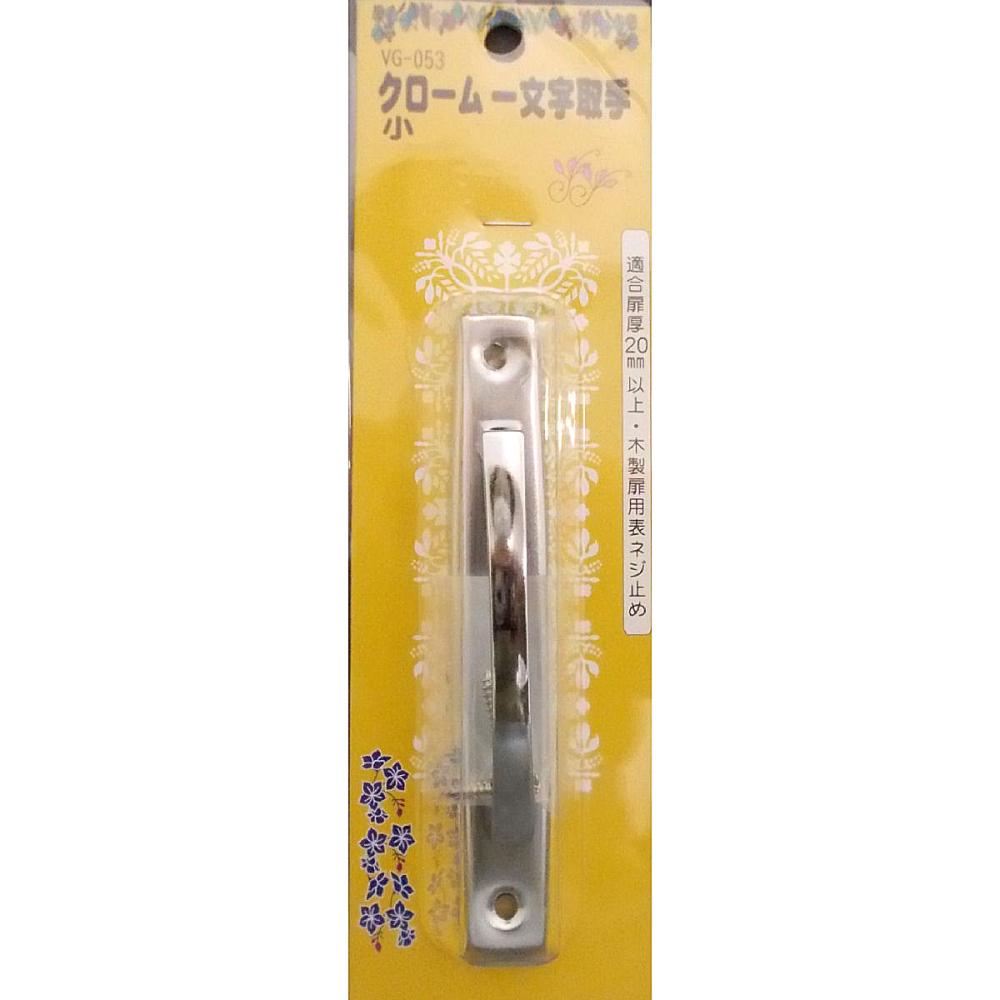 VG-053
クローム一文字取手
小
適合扉厚20mm以上・木製扉用表ネジ止め